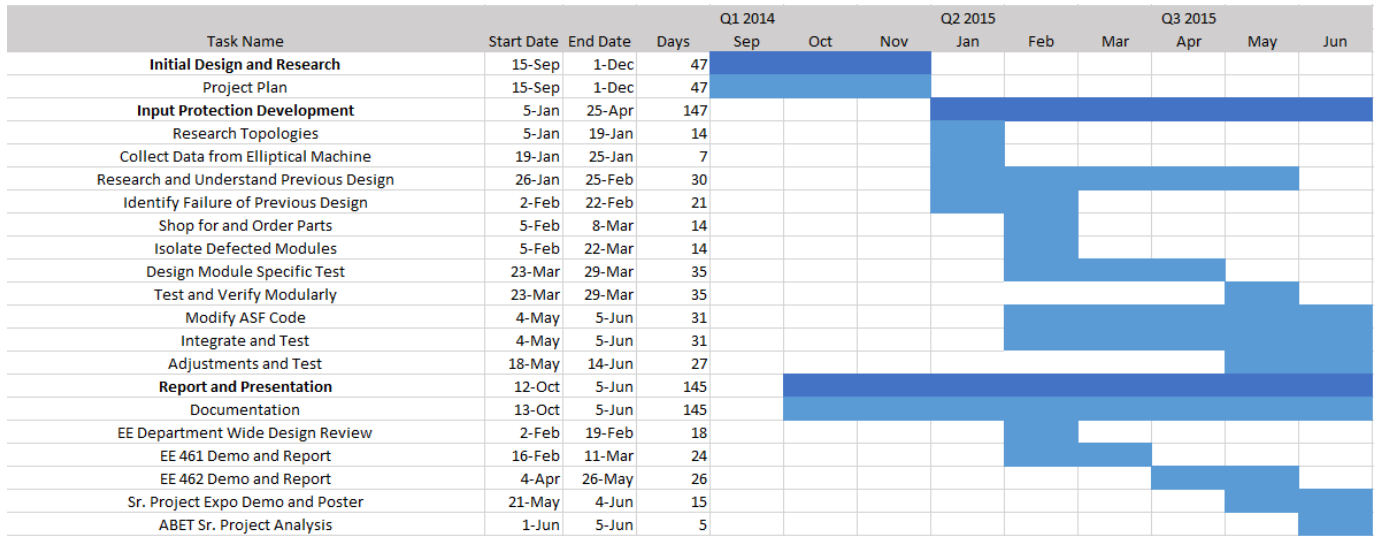 Q1 2014 Q2 2015 Q3 2015
Task Name Start Date End Date Days Sep Oct Nov Jan Feb Mar Apr May Jun
Initial Design and Research 15-Sep 1-Dec 47
Project Plan 15-Sep 1-Dec 47
Input Protection Development 5-Jan 25-Apr 147
Research Topologies 5-Jan 19-Jan 14
Collect Data from Elliptical Machine 19-Jan 25-Jan 7
Research and Understand Previous Design 26-Jan 25-Feb 30
Identify Failure of Previous Design 2-Feb 22-Feb 21
Shop for and Order Parts 5-Feb 8-Mar 14
Isolate Defected Modules 5-Feb 22-Mar 14
Design Module Specific Test 23-Mar 29-Mar 35
Test and Verify Modularly 23-Mar 29-Mar 35
Modify ASF Code 4-May 5-Jun 31
Integrate and Test 4-May 5-Jun 31
Adjustments and Test 18-May 14-Jun 27
Report and Presentation 12-Oct 5-Jun 145
Documentation 13-Oct 5-Jun 145
EE Department Wide Design Review 2-Feb 19-Feb 18
EE 461 Demo and Report 16-Feb 11-Mar 24
EE 462 Demo and Report 4-Apr 26-May 26
Sr. Project Expo Demo and Poster 21-May 4-Jun 15
ABET Sr. Project Analysis 1-Jun 5-Jun 5